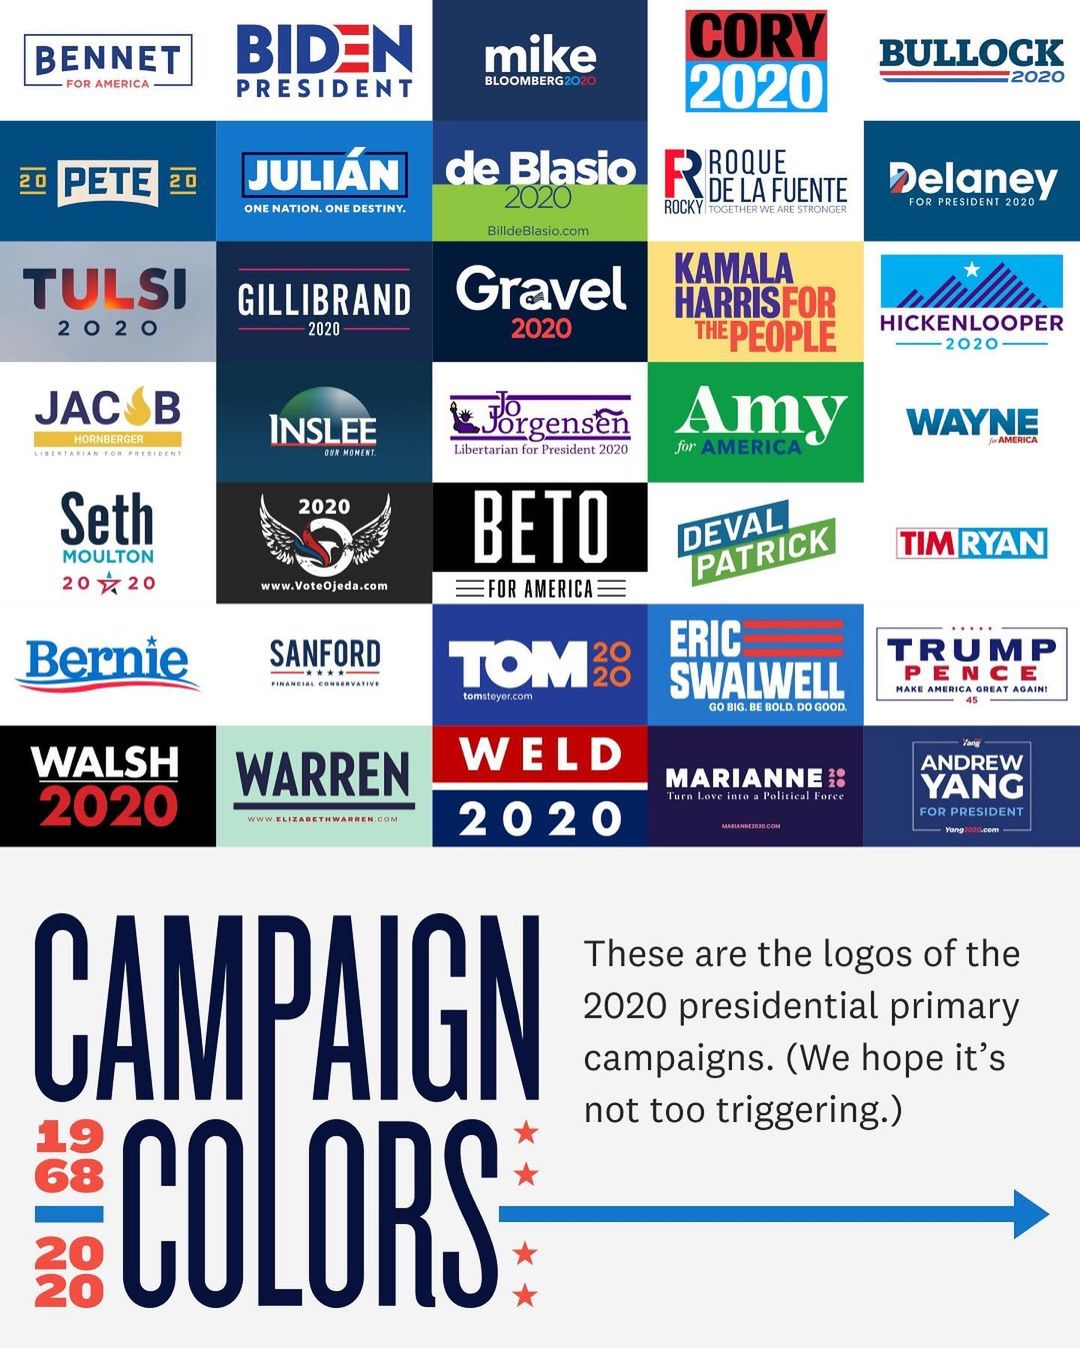 BENNET
FOR AMERICA
BIDEN
PRESIDENT
mike
BLOOMBERG2020
CORY
2020
BULLOCK
2020
20 PETE 20
JULIÁN
ONE NATION. ONE DESTINY.
de Blasio
2020
BilldeBlasio.com
R
ROCKY
ROQUE
DE LA FUENTE
TOGETHER WE ARE STRONGER
Delaney
FOR PRESIDENT 2020
TULSI
2020
GILLIBRAND
2020
Gravel
2020
KAMALA
HARRIS FOR
THE PEOPLE
HICKENLOOPER
2020
JACOB
HORNBERGER
LIBERTARIAN FOR PRESIDENT
INSLEE
OUR MOMENT.
Jo
Jorgensen
Libertarian for President 2020
Amy
for AMERICA
WAYNE
for AMERICA
Seth
MOULTON
20 20
2020
www.VoteOjeda.com
BETO
FOR AMERICA
DEVAL
PATRICK
TIM RYAN
Bernie
SANFORD
FINANCIAL CONSERVATIVE
TOM 20
20
tomsteyer.com
ERIC
SWALWELL
GO BIG. BE BOLD. DO GOOD.
TRUMP
PENCE
MAKE AMERICA GREAT AGAIN!
45
WALSH
2020
WARREN
WWW.ELIZABETHWARREN.COM
WELD
2020
MARIANNE 20
20
Turn Love into a Political Force
MARIANNE2020.COM
Yang
ANDREW
YANG
FOR PRESIDENT
Yang2020.com
CAMPAIGN
COLORS
19
68
20
20
These are the logos of the
2020 presidential primary
campaigns. (We hope it's
not too triggering.)